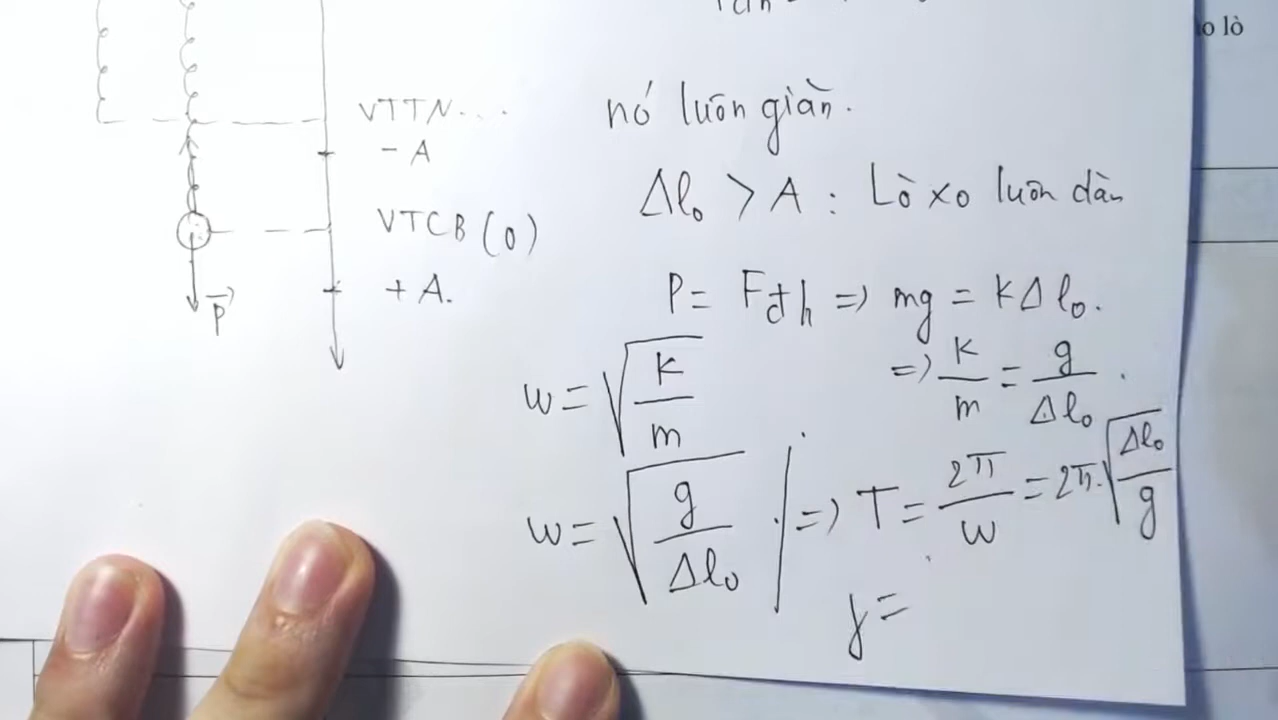 nó luôn giãn.
Δl₀ > A : Lò xo luôn dãn
VTTN...
- A
VTCB (0)
+ A.
P⃗
P = Fđh => mg = KΔl₀.
=> K/m = g/Δl₀.
w = √(K/m)
w = √(g/Δl₀) => T = 2π/w = 2π.√(Δl₀/g)
f =
lò